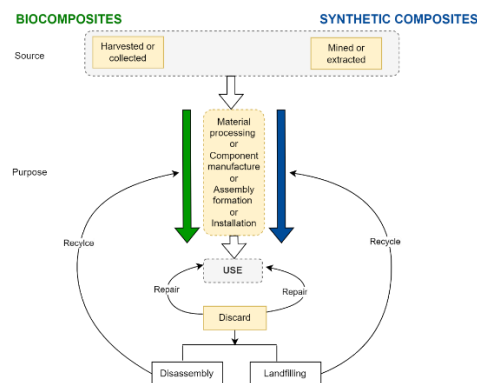 BIOCOMPOSITES
SYNTHETIC COMPOSITES
Source
Harvested or
collected
Mined or
extracted
Purpose
Material
processing
or
Component
manufacture
or
Assembly
formation
or
Installation
Recylce
Recycle
USE
Repair
Repair
Discard
Disassembly
Landfilling